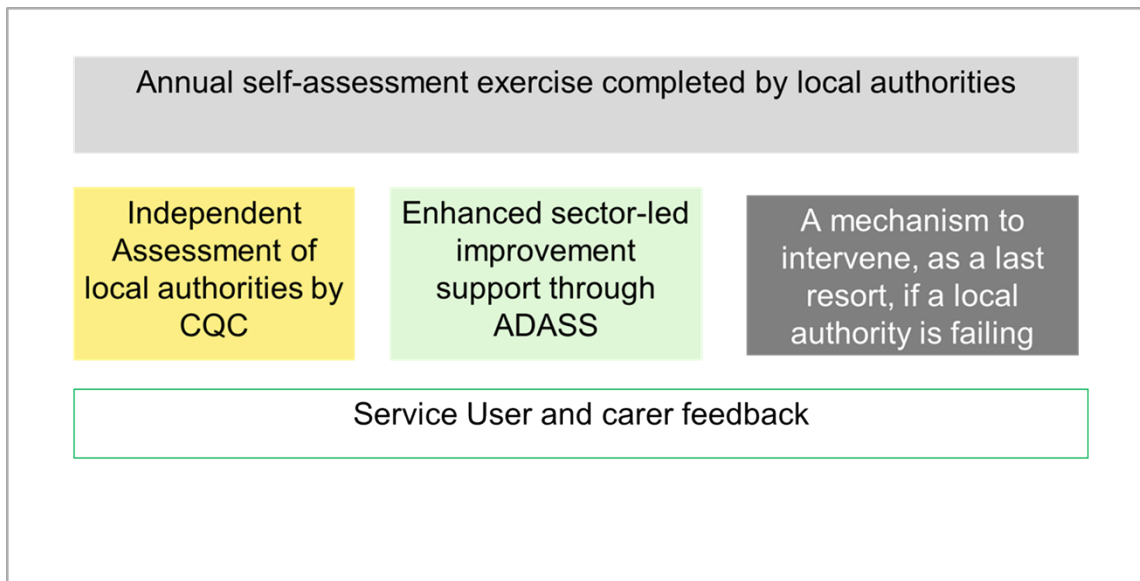 Annual self-assessment exercise completed by local authorities
Independent
Assessment of
local authorities by
CQC
Enhanced sector-led
improvement
support through
ADASS
A mechanism to
intervene, as a last
resort, if a local
authority is failing
Service User and carer feedback